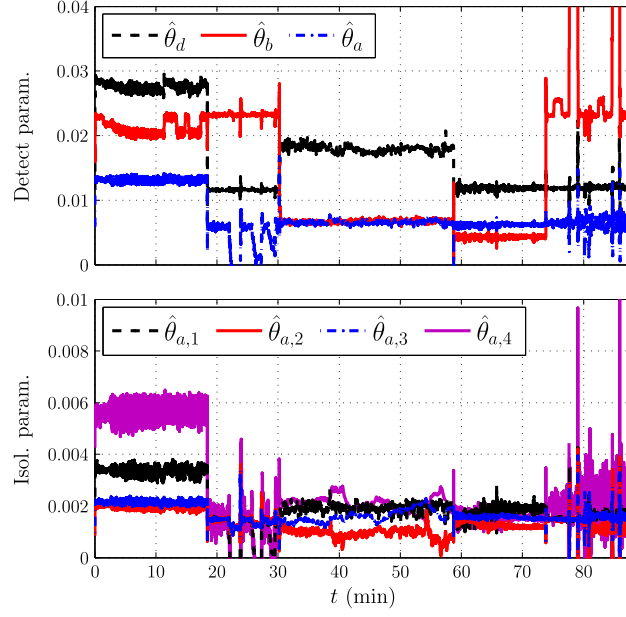 0.04
0.03
0.02
0.01
0
Detect param.
θ̂_d θ̂_b θ̂_a
0.01
0.008
0.006
0.004
0.002
0
Isol. param.
θ̂_{a,1} θ̂_{a,2} θ̂_{a,3} θ̂_{a,4}
0 10 20 30 40 50 60 70 80
t (min)